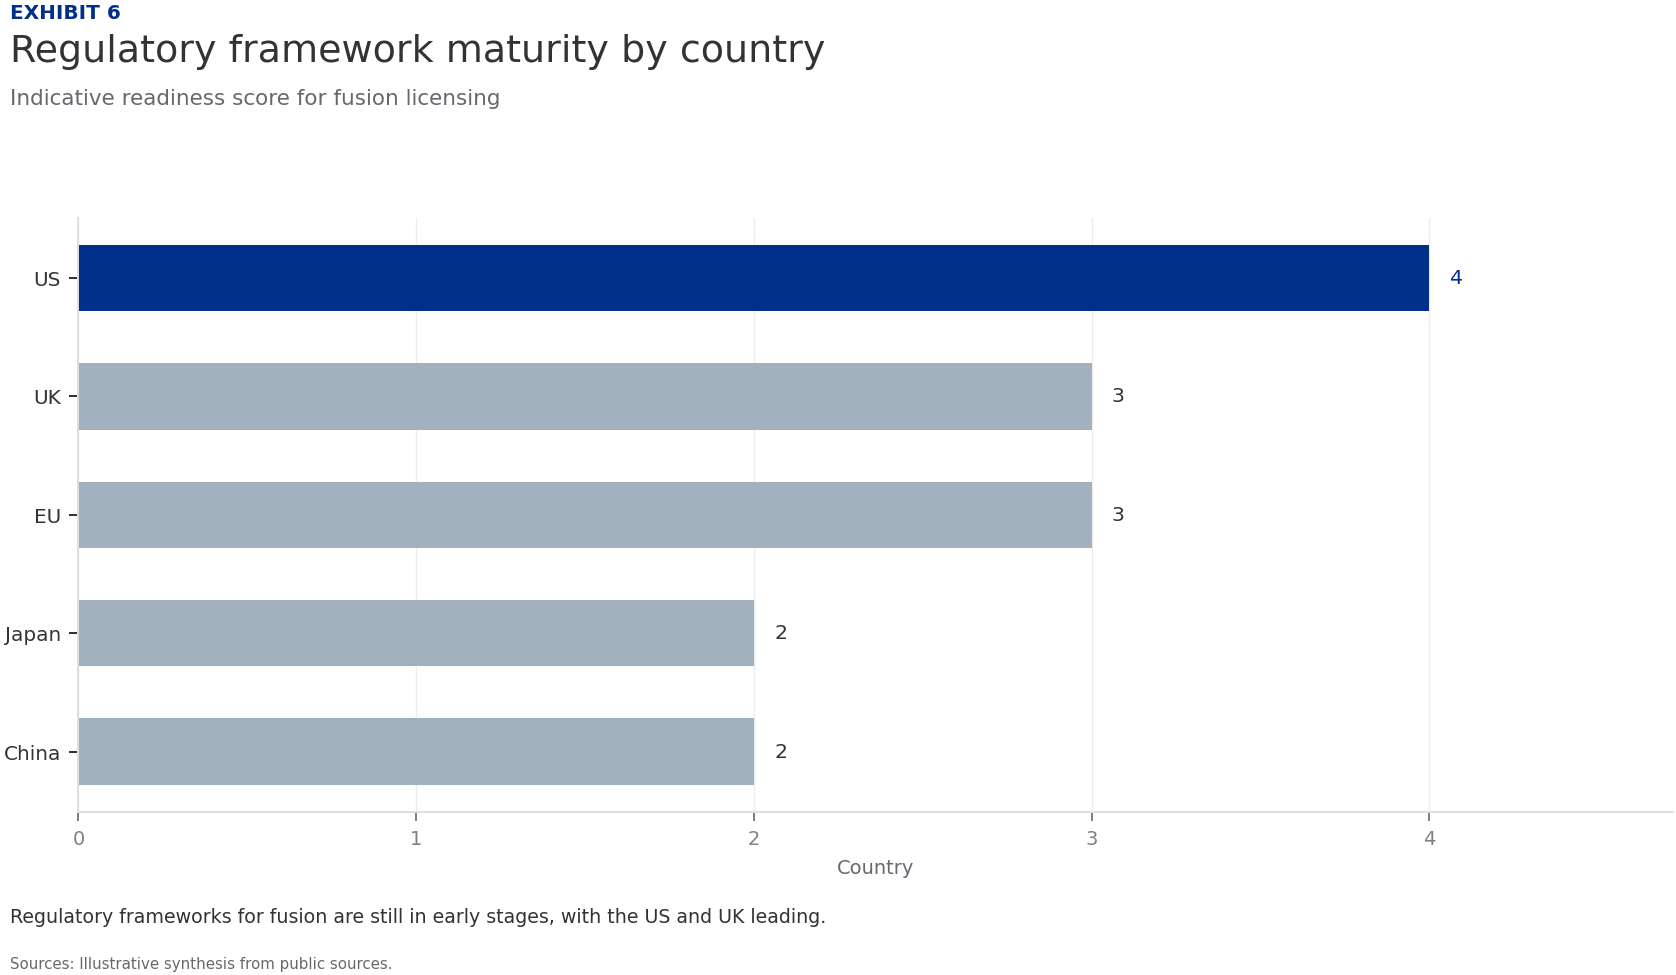 EXHIBIT 6
Regulatory framework maturity by country
Indicative readiness score for fusion licensing
US
4
UK
3
EU
3
Japan
2
China
2
0 1 2 3 4
Country
Regulatory frameworks for fusion are still in early stages, with the US and UK leading.
Sources: Illustrative synthesis from public sources.